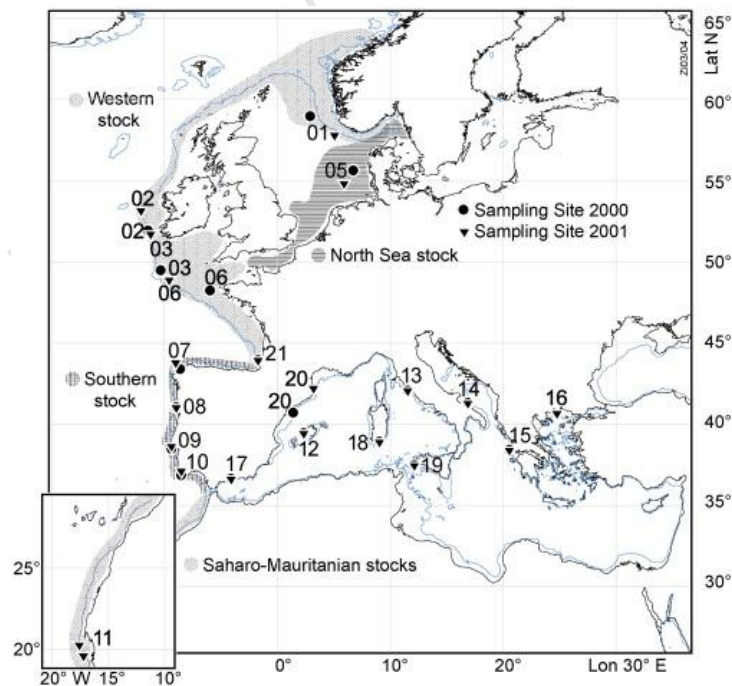 65°
Lat N
ZI03/04
Western
stock
60°
01
05
55°
02
Sampling Site 2000
02
Sampling Site 2001
03
North Sea stock
03
06
50°
06
07
21
45°
Southern
stock
20
13
14
16
08
20
40°
12
15
09
18
10
17
19
35°
25°
Saharo-Mauritanian stocks
30°
11
20°
20° W 15° 10°
0° 10° 20° Lon 30° E